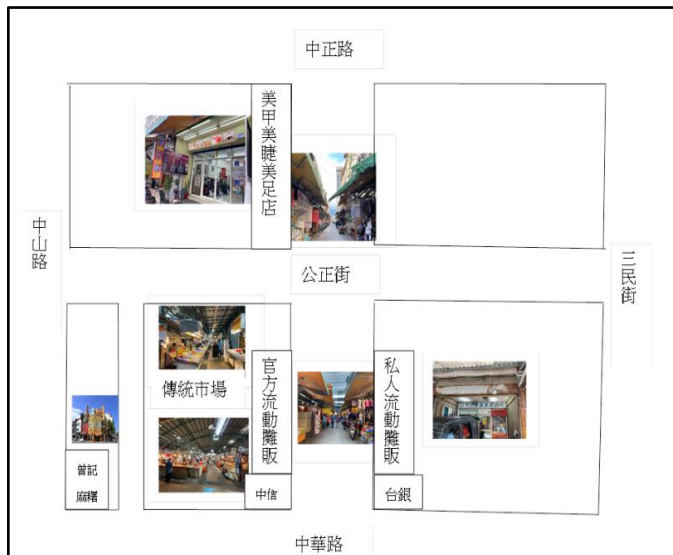 中正路
美甲美睫美足店
中山路
公正街
三民街
傳統市場
官方流動攤販
私人流動攤販
曾記
麻糬
中信
台銀
中華路